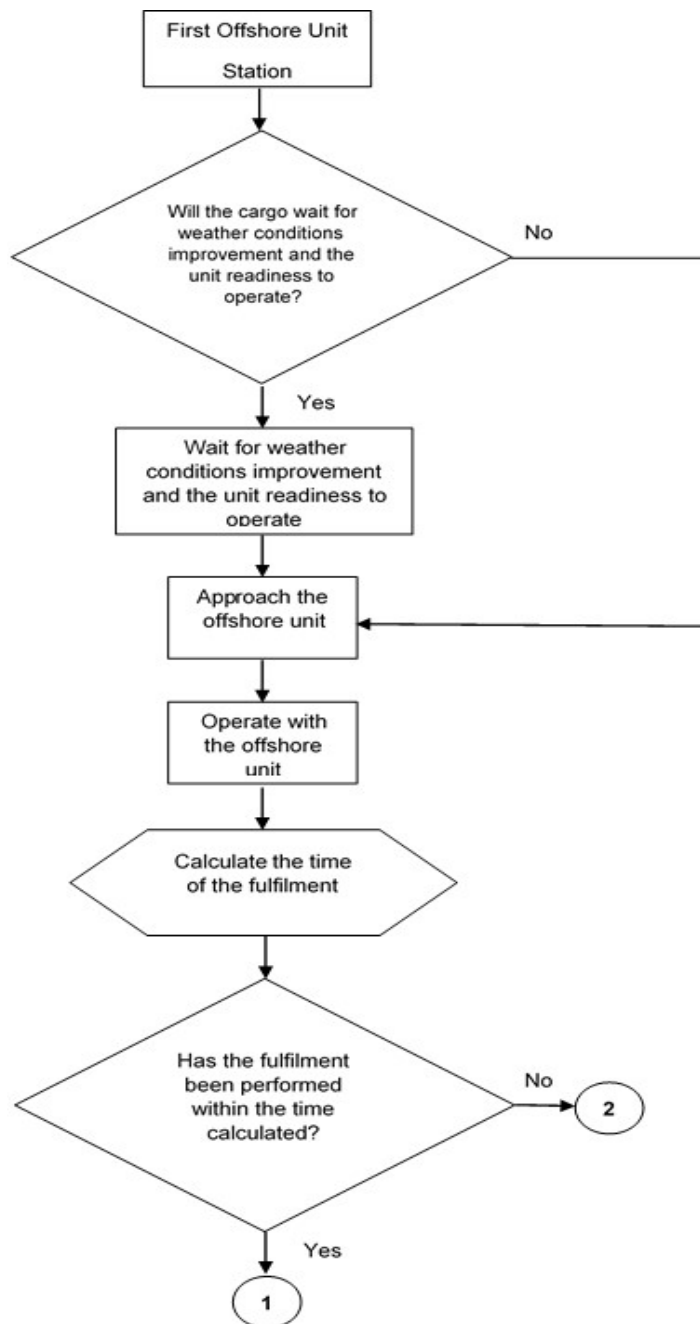 First Offshore Unit
Station
Will the cargo wait for
weather conditions
improvement and the
unit readiness to
operate?
No
Yes
Wait for weather
conditions improvement
and the unit readiness to
operate
Approach the
offshore unit
Operate with
the offshore
unit
Calculate the time
of the fulfilment
Has the fulfilment
been performed
within the time
calculated?
No
2
Yes
1